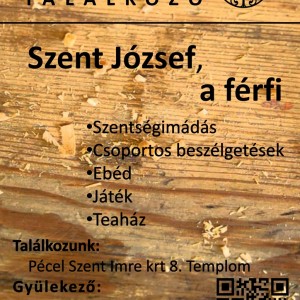 TALÁLKOZÓ
Szent József,
a férfi
•Szentségimádás
•Csoportos beszélgetések
•Ebéd
•Játék
•Teaház
Találkozunk:
Pécel Szent Imre krt 8. Templom
Gyülekező: